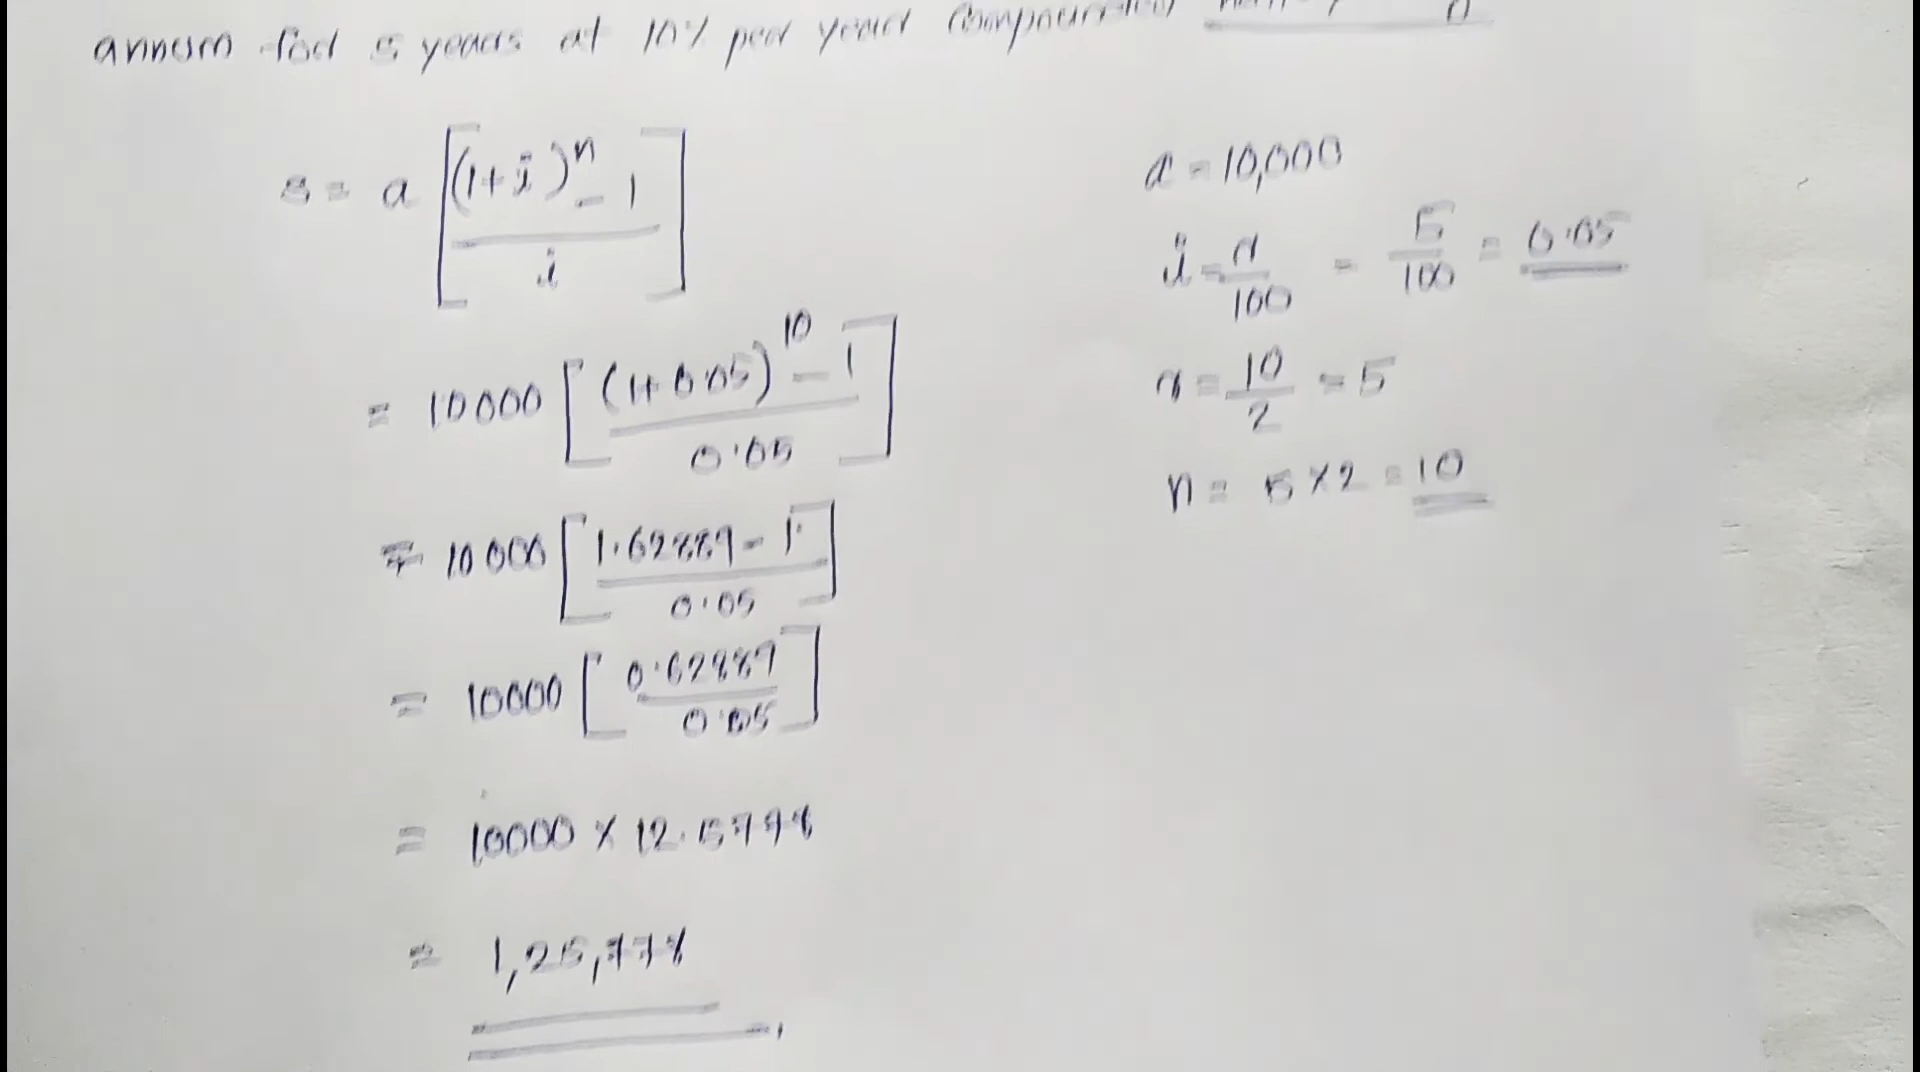 annum for 5 years at 10% per year Compounded half yearly
s = a [((1+i)^n - 1)/i]
= 10000 [((1+0.05)^10 - 1)/0.05]
= 10000 [(1.62889 - 1)/0.05]
= 10000 [0.62889/0.05]
= 10000 × 12.5778
= 1,25,778
a = 10,000
i = r/100 = 5/100 = 0.05
r = 10/2 = 5
n = 5×2 = 10